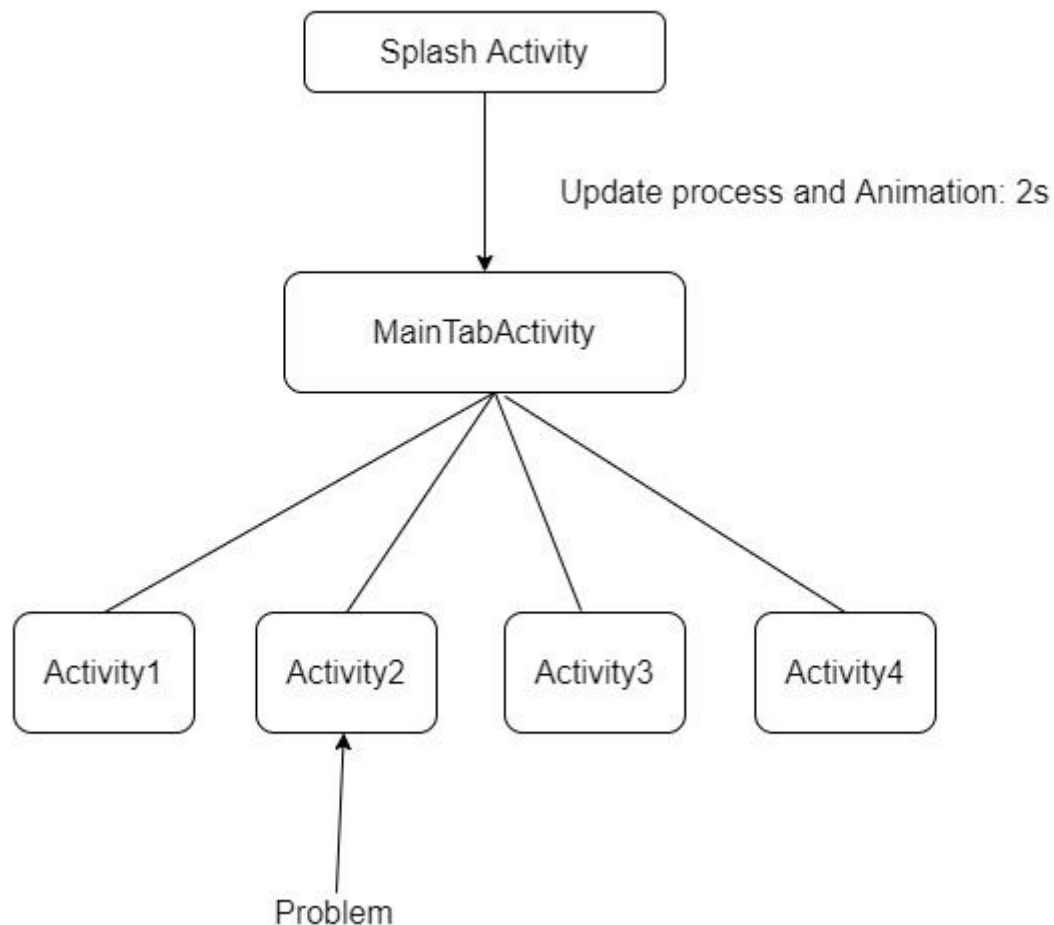 Splash Activity
Update process and Animation: 2s
MainTabActivity
Activity1
Activity2
Activity3
Activity4
Problem